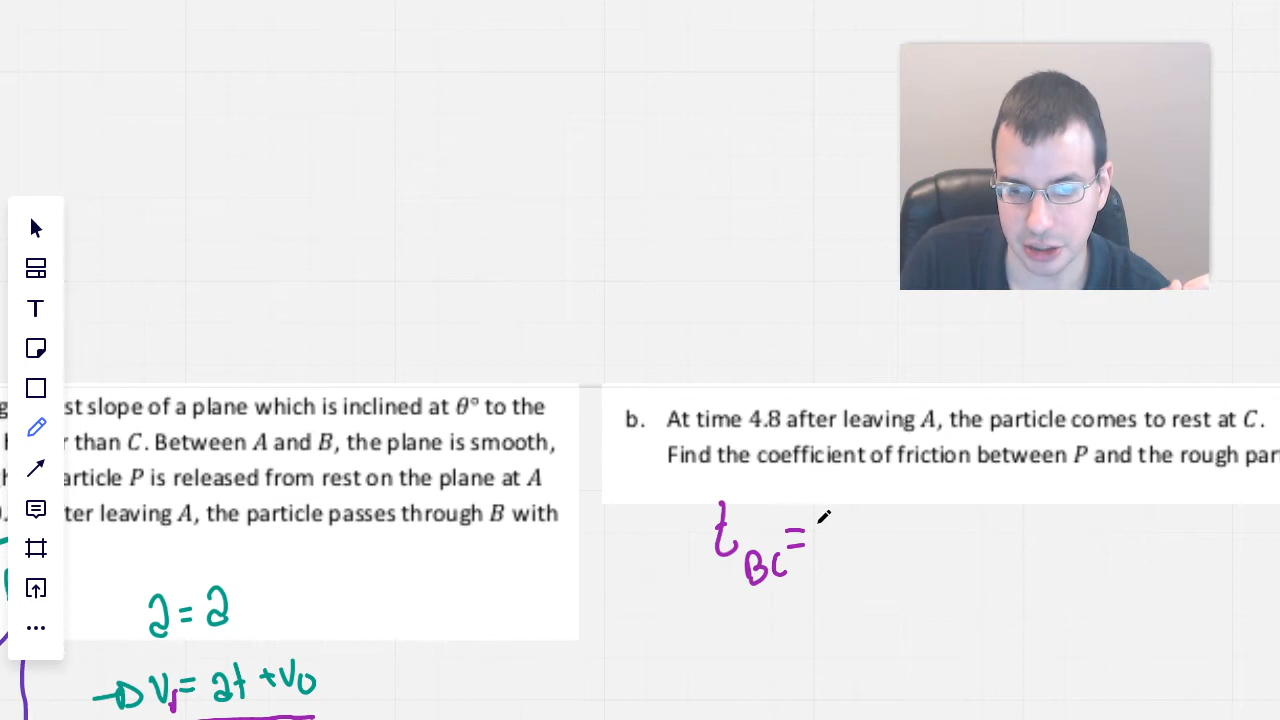 st slope of a plane which is inclined at θ° to the
r than C. Between A and B, the plane is smooth,
article P is released from rest on the plane at A
ter leaving A, the particle passes through B with
a = a
v = at + v0
b. At time 4.8 after leaving A, the particle comes to rest at C.
Find the coefficient of friction between P and the rough par
t BC =
T